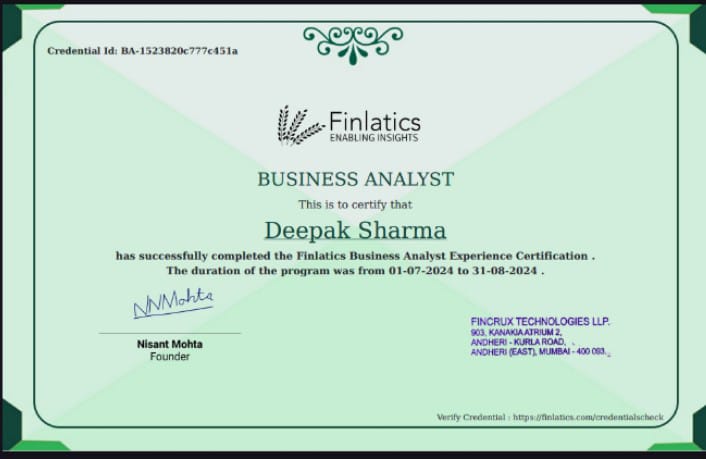 Credential Id: BA-1523820c777c451a
Finlatics
ENABLING INSIGHTS
BUSINESS ANALYST
This is to certify that
Deepak Sharma
has successfully completed the Finlatics Business Analyst Experience Certification .
The duration of the program was from 01-07-2024 to 31-08-2024 .
NNMohta
Nisant Mohta
Founder
FINCRUX TECHNOLOGIES LLP.
903, KANAKIA ATRIUM 2,
ANDHERI - KURLA ROAD,
ANDHERI (EAST), MUMBAI - 400 093.
Verify Credential : https://finlatics.com/credentialscheck